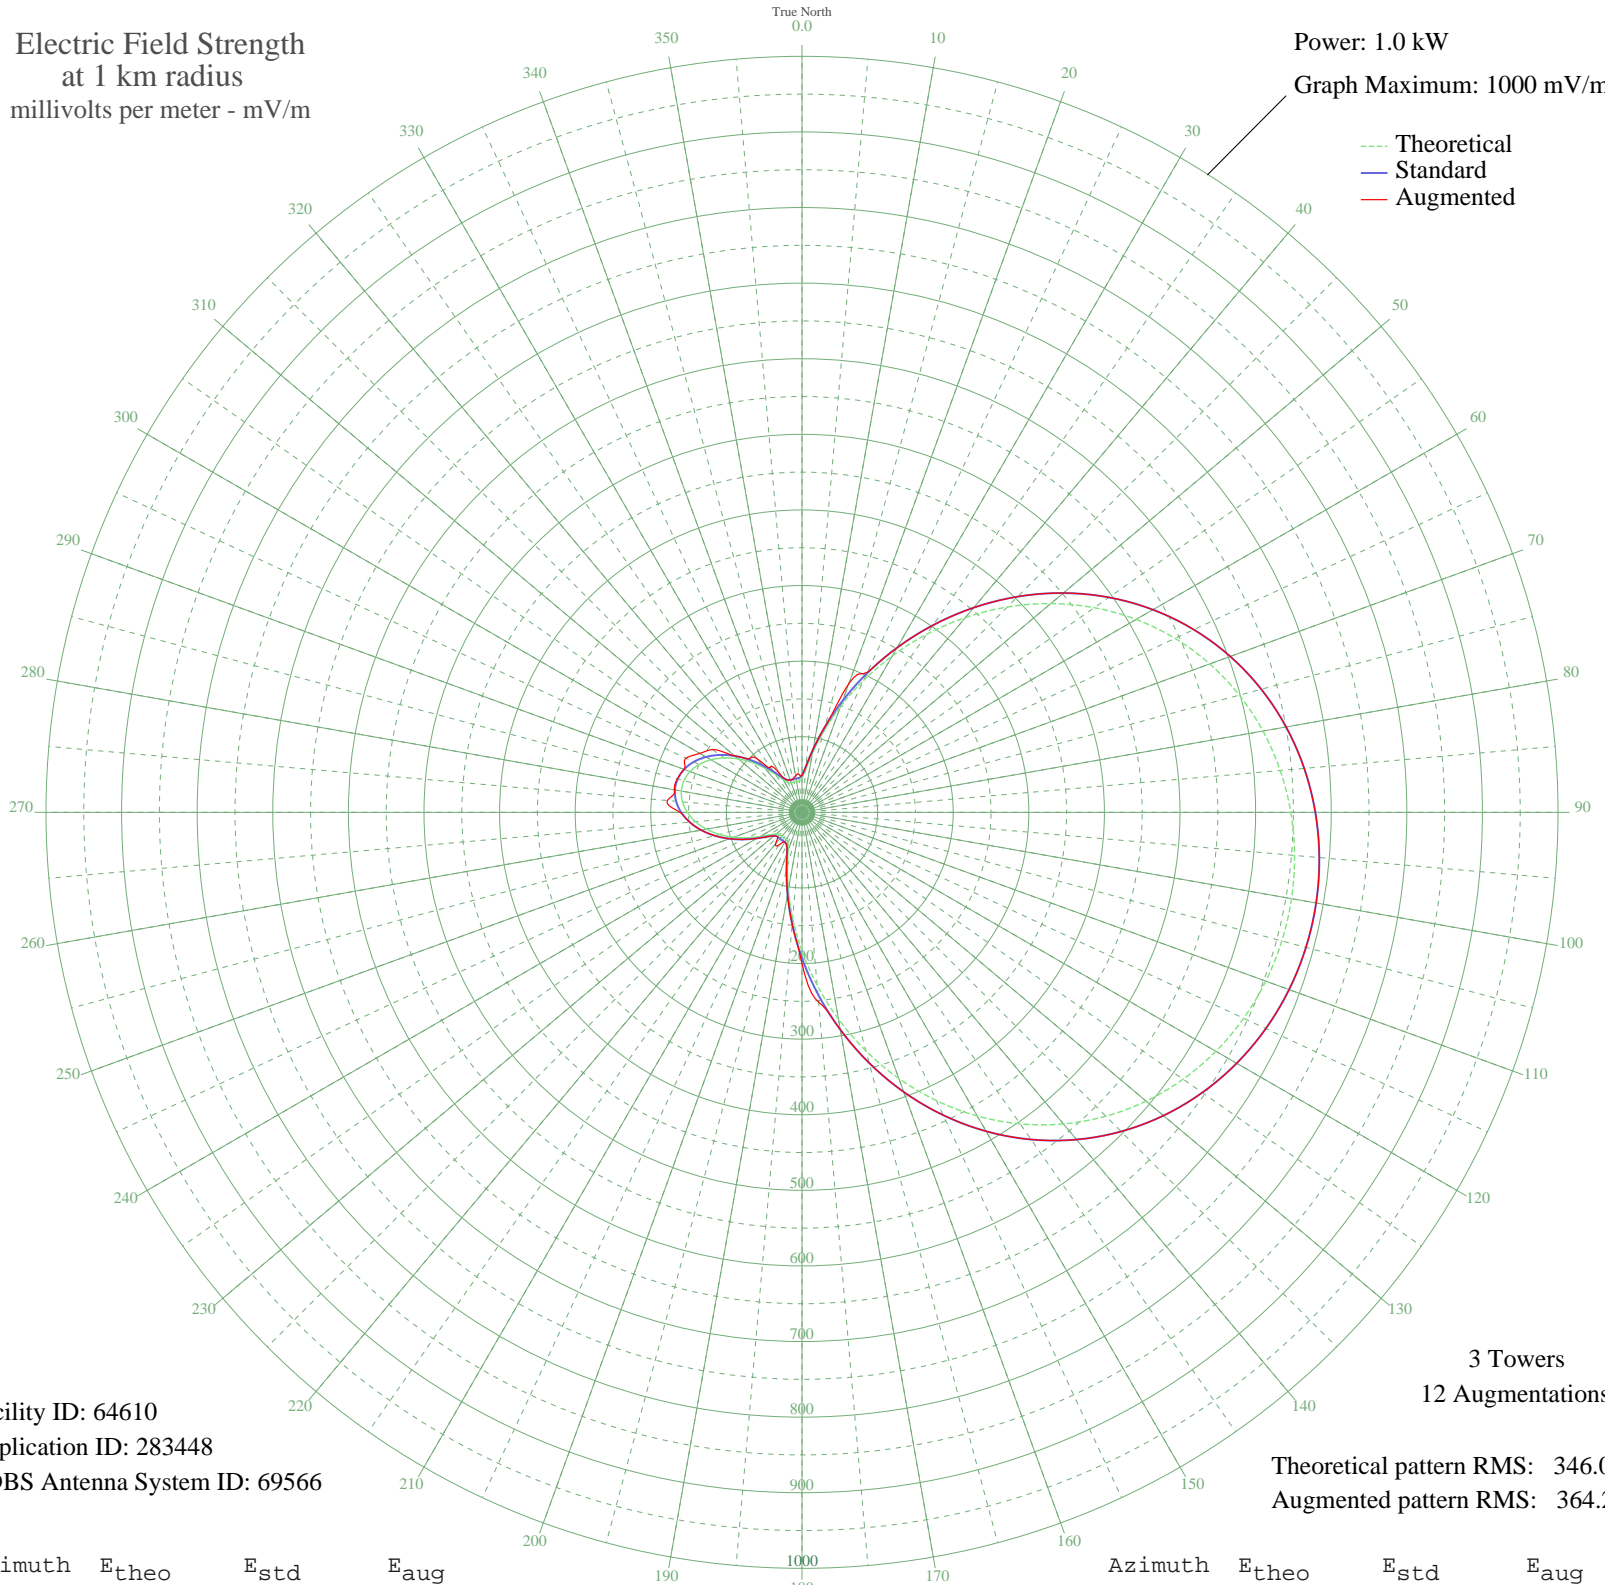 True North
0.0
Electric Field Strength
at 1 km radius
millivolts per meter - mV/m
Power: 1.0 kW
Graph Maximum: 1000 mV/m
Theoretical
Standard
Augmented
10
20
30
40
50
60
70
80
90
100
110
120
130
140
150
160
170
190
200
210
220
230
240
250
260
270
280
290
300
310
320
330
340
350
200
300
400
500
600
700
800
900
1000
3 Towers
12 Augmentations
cility ID: 64610
plication ID: 283448
DBS Antenna System ID: 69566
Theoretical pattern RMS: 346.0
Augmented pattern RMS: 364.2
imuth Etheo Estd Eaug
Azimuth Etheo Estd Eaug